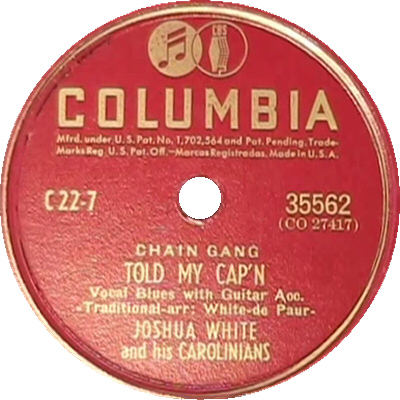 CBS
COLUMBIA
Mfrd. under U.S. Pat. No. 1,702,564 and Pat. Pending. Trade-
Marks Reg. U.S. Pat. Off.—Marcas Registradas. Made in U.S.A.
C 22-7
35562
(CO 27417)
CHAIN GANG
TOLD MY CAP'N
Vocal Blues with Guitar Acc.
-Traditional-arr: White-de Paur-
JOSHUA WHITE
and his CAROLINIANS